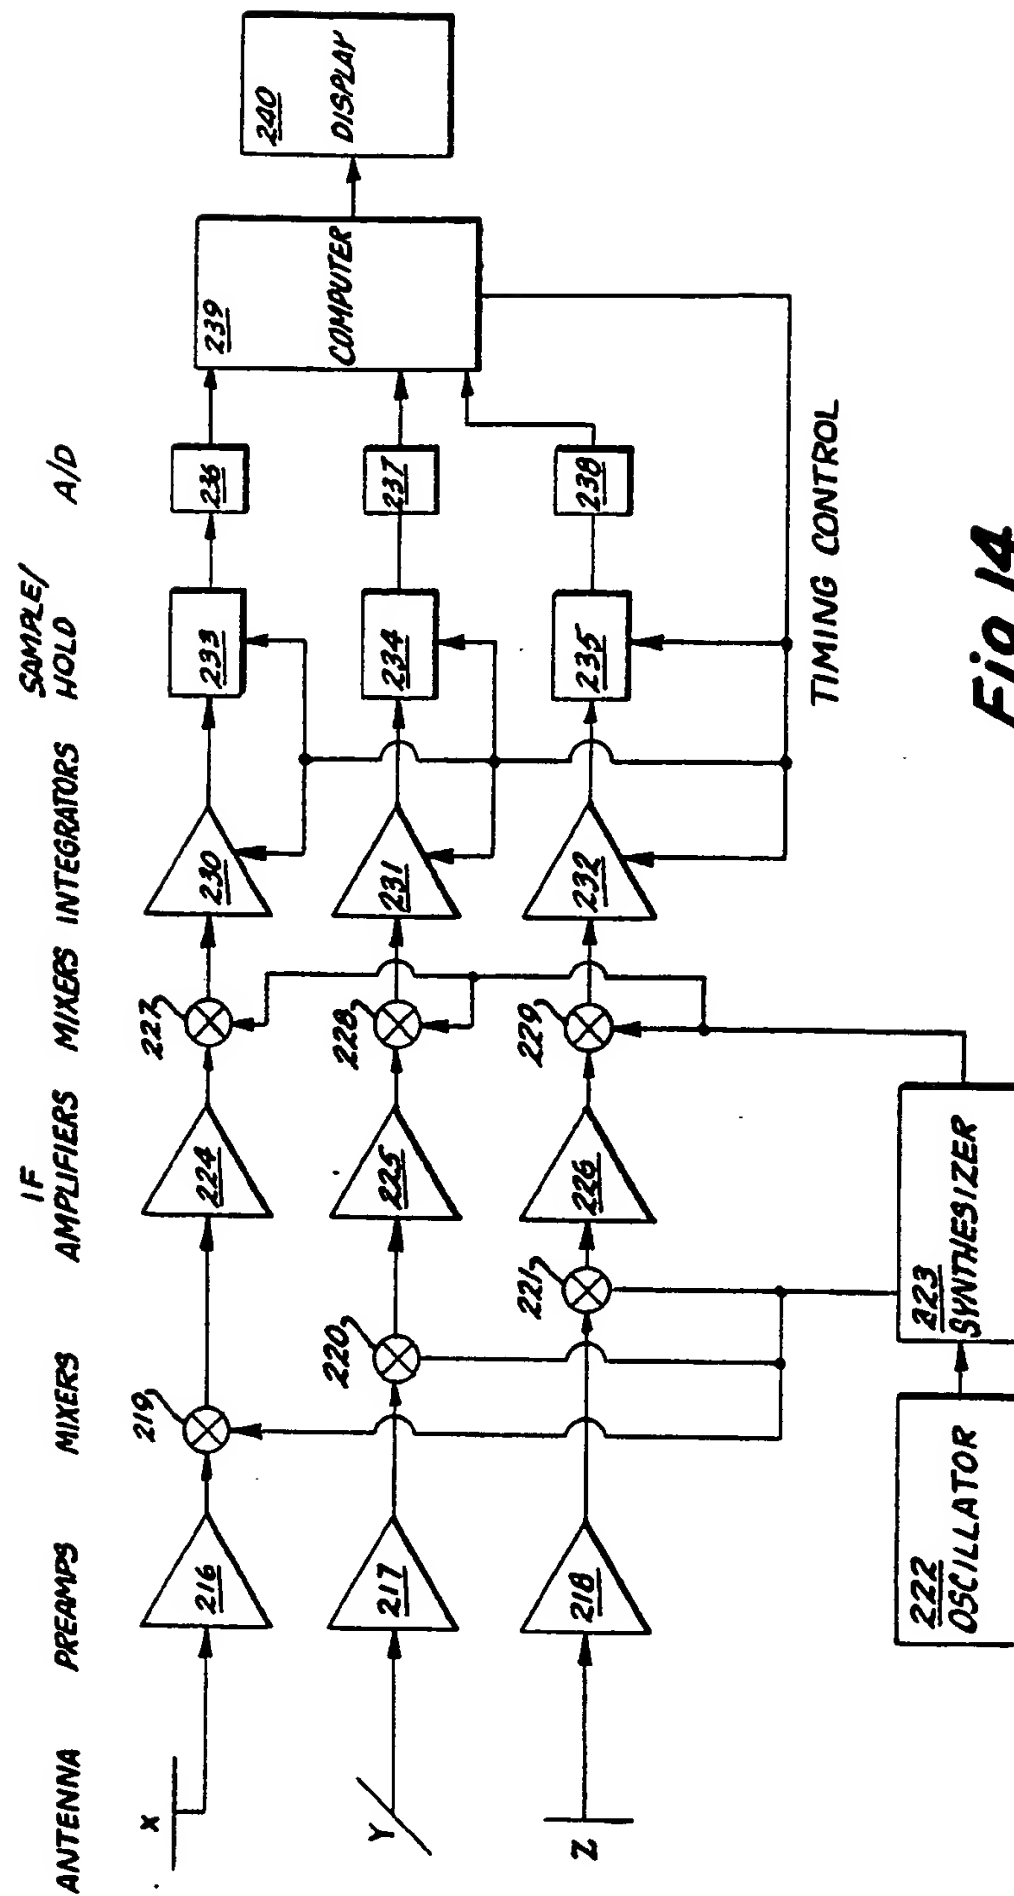 ANTENNA
PREAMPS
MIXERS
IF
AMPLIFIERS
MIXERS
INTEGRATORS
SAMPLE/
HOLD
A/D
X
216
219
224
227
230
233
236
Y
217
220
225
228
231
234
237
Z
218
221
226
229
232
235
238
239
COMPUTER
240
DISPLAY
TIMING CONTROL
222
OSCILLATOR
223
SYNTHESIZER
Fig 14